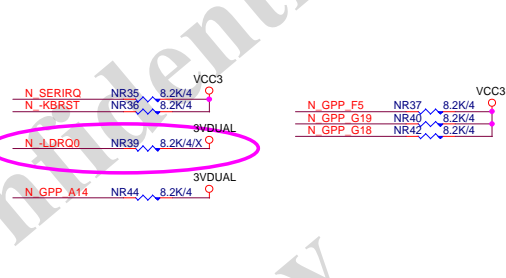 VCC3
N_SERIRQ NR35 8.2K/4
N_-KBRST NR36 8.2K/4
3VDUAL
N_-LDRQ0 NR39 8.2K/4/X
3VDUAL
N_GPP_A14 NR44 8.2K/4
VCC3
N_GPP_F5 NR37 8.2K/4
N_GPP_G19 NR40 8.2K/4
N_GPP_G18 NR42 8.2K/4